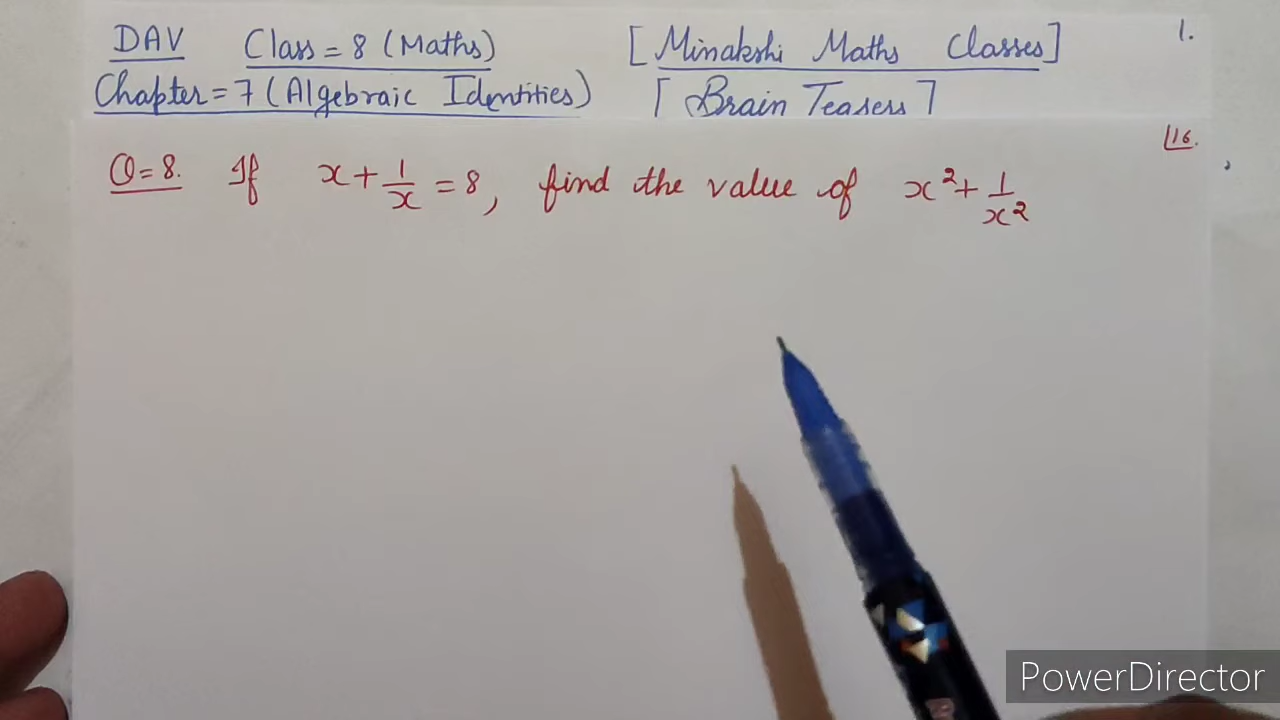 DAV Class = 8 (Maths) [Minakshi Maths Classes] 1.
Chapter = 7 (Algebraic Identities) [Brain Teasers]
16.
Q=8. If x + 1/x = 8, find the value of x² + 1/x²
PowerDirector